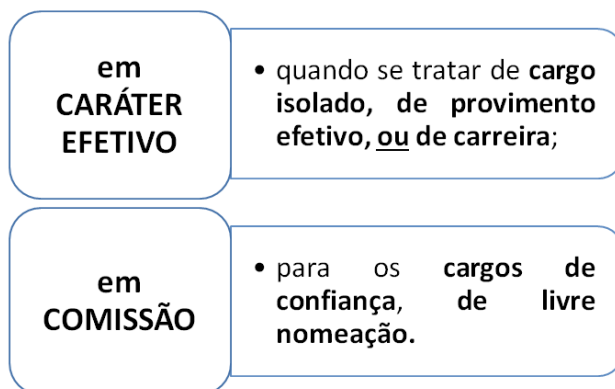 em
CARÁTER
EFETIVO
• quando se tratar de cargo
isolado, de provimento
efetivo, ou de carreira;
em
COMISSÃO
• para os cargos de
confiança, de livre
nomeação.